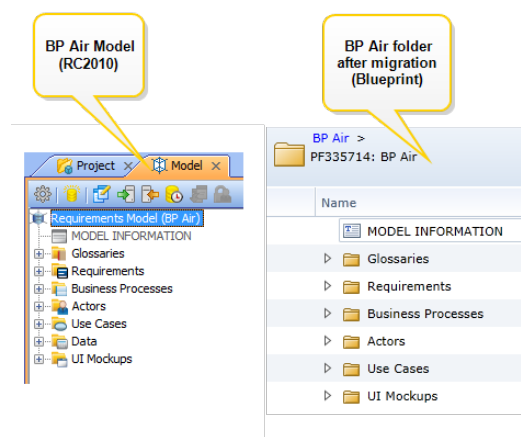 BP Air Model
(RC2010)
Project
Model
Requirements Model (BP Air)
MODEL INFORMATION
Glossaries
Requirements
Business Processes
Actors
Use Cases
Data
UI Mockups
BP Air folder
after migration
(Blueprint)
BP Air >
PF335714: BP Air
Name
MODEL INFORMATION
Glossaries
Requirements
Business Processes
Actors
Use Cases
UI Mockups